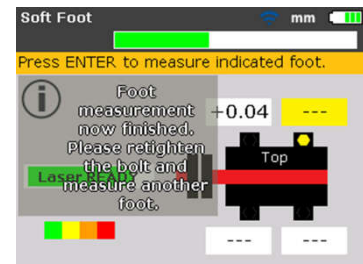 Soft Foot mm
Press ENTER to measure indicated foot.
i
Foot
measurement
now finished.
Please retighten
the bolt and
measure another
foot.
Laser READY
+0.04 ---
Top
--- ---